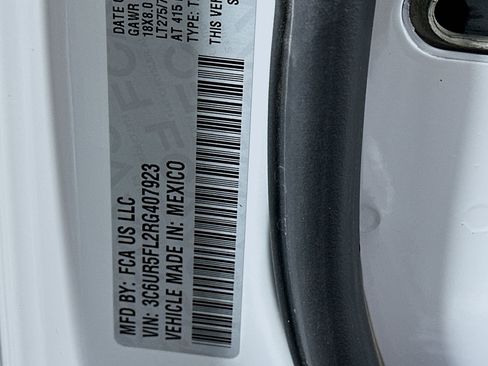 MFD BY: FCA US LLC
VIN: 3C6UR5FL2RG407923
VEHICLE MADE IN: MEXICO
DATE O
GAWR
18X8.0
LT275/7
AT 415
THIS VE
TYPE: T